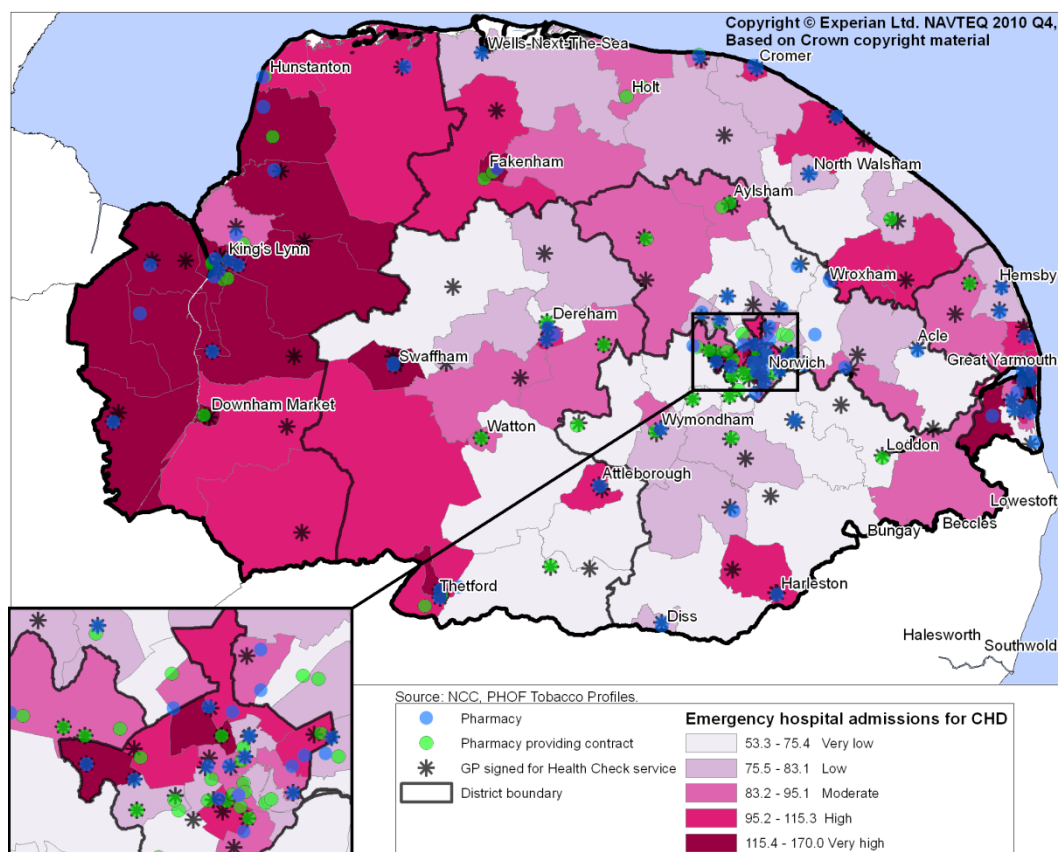 Copyright © Experian Ltd. NAVTEQ 2010 Q4,
Based on Crown copyright material
Wells-Next-The-Sea
Cromer
Hunstanton
Holt
Fakenham
North Walsham
Aylsham
King's Lynn
Wroxham
Hemsby
Dereham
Acle
Swaffham
Norwich
Great Yarmouth
Downham Market
Watton
Wymondham
Loddon
Attleborough
Lowestoft
Beccles
Bungay
Thetford
Harleston
Diss
Halesworth
Southwold
Source: NCC, PHOF Tobacco Profiles.
Pharmacy
Pharmacy providing contract
GP signed for Health Check service
District boundary
Emergency hospital admissions for CHD
53.3 - 75.4 Very low
75.5 - 83.1 Low
83.2 - 95.1 Moderate
95.2 - 115.3 High
115.4 - 170.0 Very high